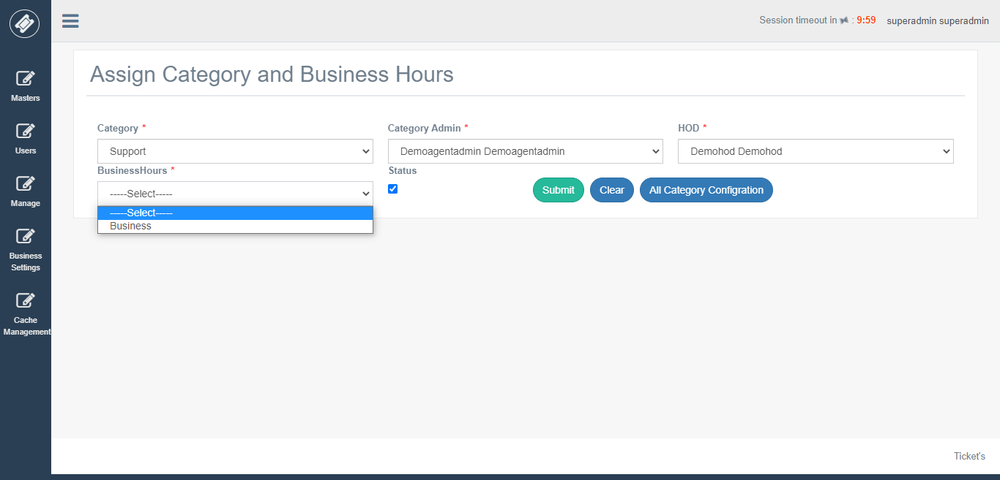 Session timeout in : 9:59 superadmin superadmin
Masters
Users
Manage
Business
Settings
Cache
Management
Assign Category and Business Hours
Category * Category Admin * HOD *
Support Demoagentadmin Demoagentadmin Demohod Demohod
BusinessHours * Status
-----Select----- Submit Clear All Category Configration
-----Select-----
Business
Ticket's